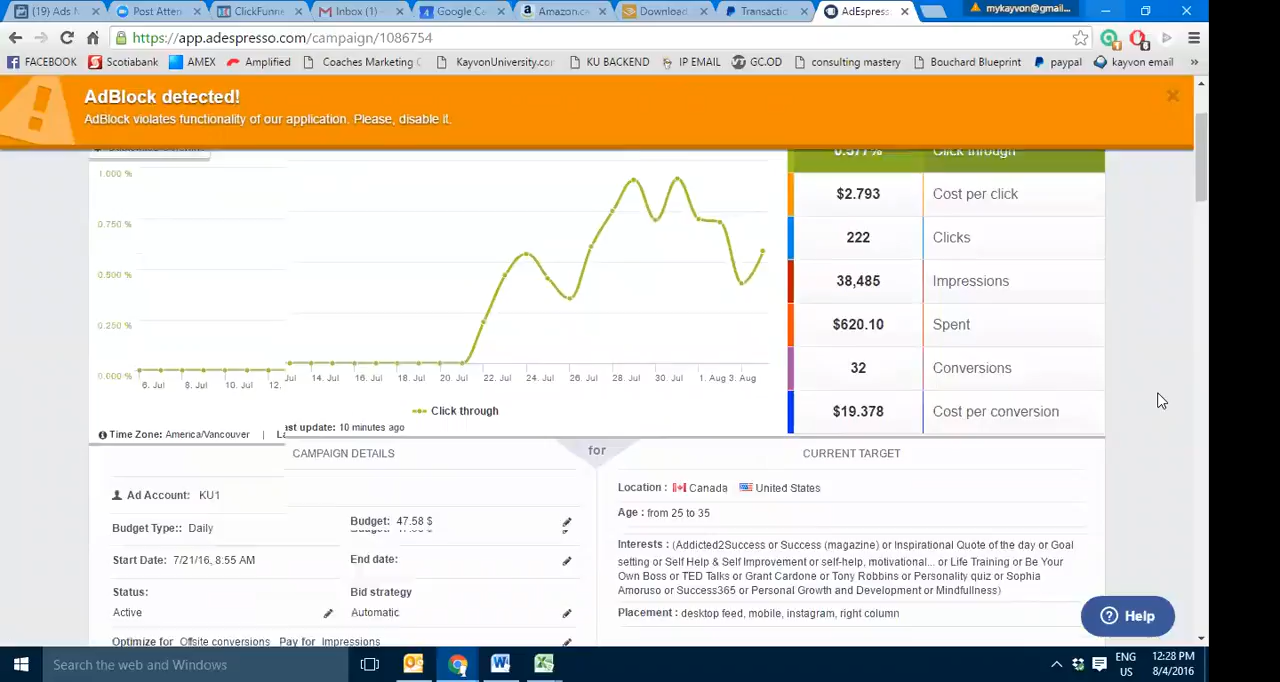 (19) Ads M
Post Atten
ClickFunne
Inbox (1) -
Google Ca
Amazon.c
Download
Transactio
AdEspress
mykayvon@gmail...
https://app.adespresso.com/campaign/1086754
FACEBOOK
Scotiabank
AMEX
Amplified
Coaches Marketing
KayvonUniversity.co
KU BACKEND
IP EMAIL
GC.OD
consulting mastery
Bouchard Blueprint
paypal
kayvon email
»
AdBlock detected!
AdBlock violates functionality of our application. Please, disable it.
0.577% Click through
1.000 %
0.750 %
0.500 %
0.250 %
0.000 %
6. Jul 8. Jul 10. Jul 12. Jul 14. Jul 16. Jul 18. Jul 20. Jul 22. Jul 24. Jul 26. Jul 28. Jul 30. Jul 1. Aug 3. Aug
Click through
$2.793 Cost per click
222 Clicks
38,485 Impressions
$620.10 Spent
32 Conversions
$19.378 Cost per conversion
Time Zone: America/Vancouver | Last update: 10 minutes ago
for
CAMPAIGN DETAILS
Ad Account: KU1
Budget Type:: Daily
Budget: 47.58 $
Start Date: 7/21/16, 8:55 AM
End date:
Status:
Active
Bid strategy
Automatic
Optimize for Offsite conversions Pay for Impressions
CURRENT TARGET
Location : Canada United States
Age : from 25 to 35
Interests : (Addicted2Success or Success (magazine) or Inspirational Quote of the day or Goal
setting or Self Help & Self Improvement or self-help, motivational... or Life Training or Be Your
Own Boss or TED Talks or Grant Cardone or Tony Robbins or Personality quiz or Sophia
Amoruso or Success365 or Personal Growth and Development or Mindfullness)
Placement : desktop feed, mobile, instagram, right column
Help
Search the web and Windows
ENG
US
12:28 PM
8/4/2016